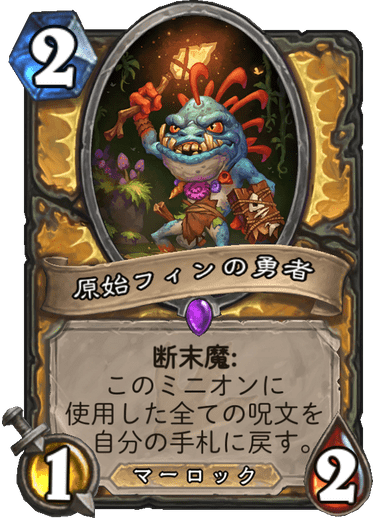 2
原始フィンの勇者
断末魔:
このミニオンに
使用した全ての呪文を
自分の手札に戻す。
マーロック
1
2